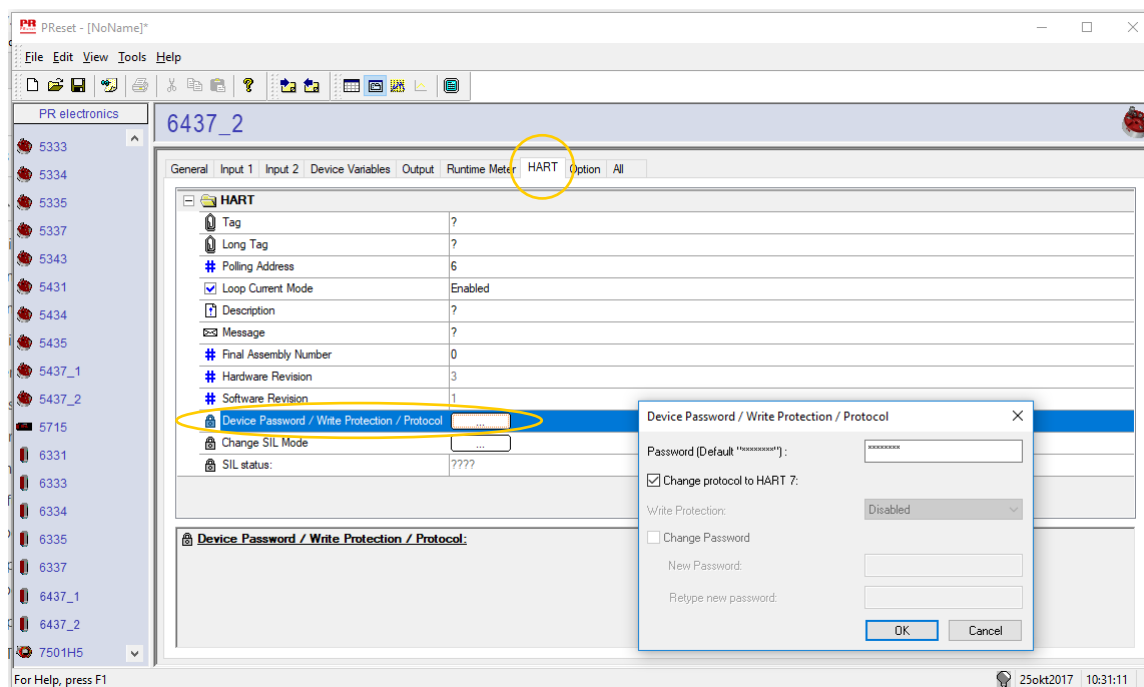 PR PReset - [NoName]*
File Edit View Tools Help
PR electronics
5333
5334
5335
5337
5343
5431
5434
5435
5437_1
5437_2
5715
6331
6333
6334
6335
6337
6437_1
6437_2
7501H5
6437_2
General Input 1 Input 2 Device Variables Output Runtime Meter HART Option All
HART
Tag ?
Long Tag ?
# Polling Address 6
Loop Current Mode Enabled
Description ?
Message ?
# Final Assembly Number 0
# Hardware Revision 3
# Software Revision 1
Device Password / Write Protection / Protocol ...
Change SIL Mode ...
SIL status: ????
Device Password / Write Protection / Protocol:
Device Password / Write Protection / Protocol
Password (Default "********") : ********
Change protocol to HART 7:
Write Protection: Disabled
Change Password
New Password:
Retype new password:
OK Cancel
For Help, press F1
25okt2017 10:31:11